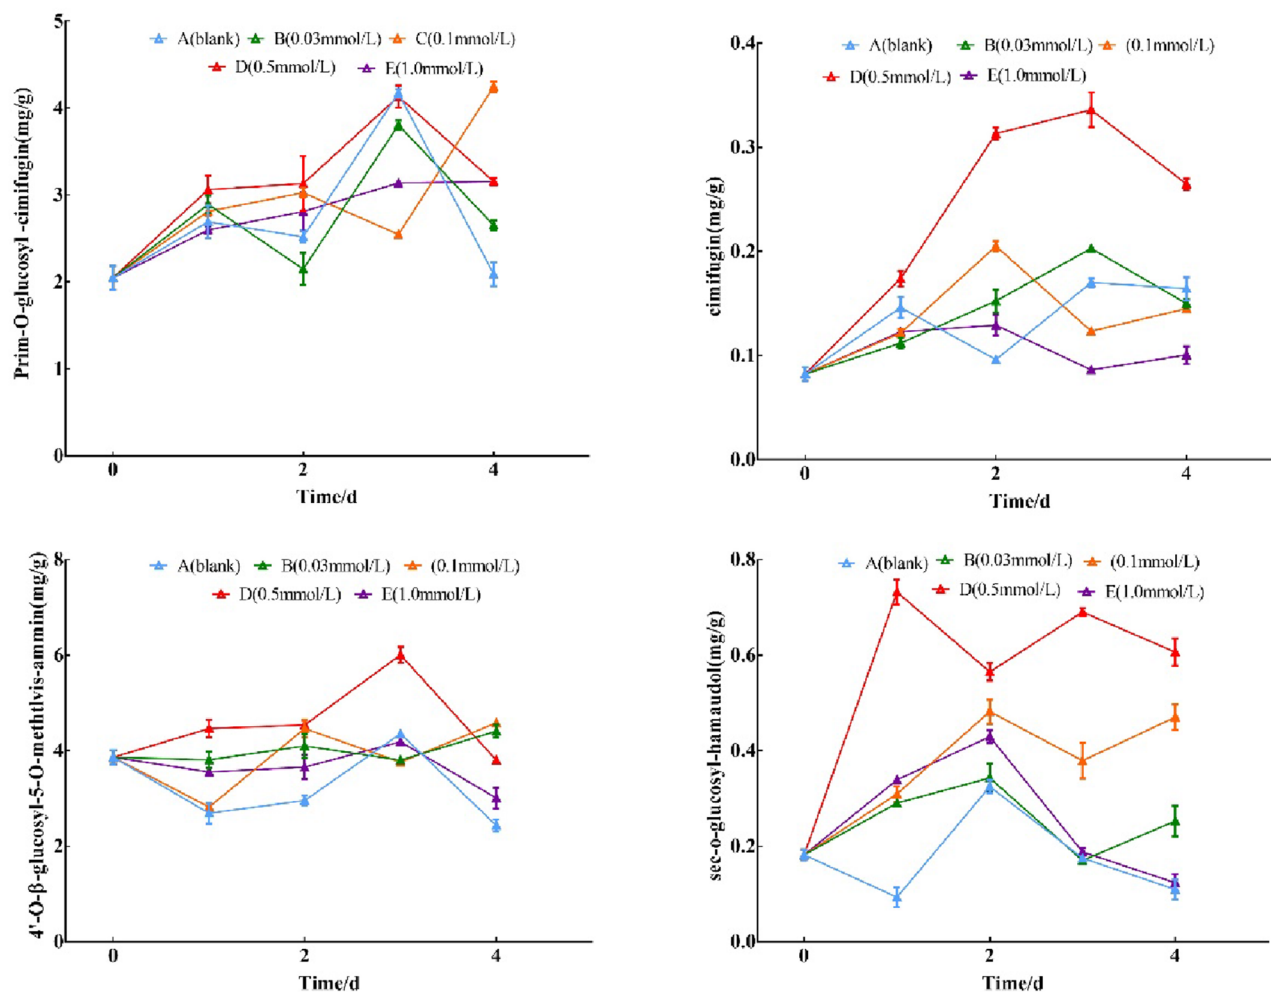 Prim-O-glucosyl -cimifugin(mg/g)
5
4
3
2
1
0
A(blank) B(0.03mmol/L) C(0.1mmol/L)
D(0.5mmol/L) E(1.0mmol/L)
0 2 4
Time/d
cimifugin(mg/g)
0.4
0.3
0.2
0.1
0.0
A(blank) B(0.03mmol/L) (0.1mmol/L)
D(0.5mmol/L) E(1.0mmol/L)
0 2 4
Time/d
4'-O-β-glucosyl-5-O-methtlvis-ammin(mg/g)
8
6
4
2
0
A(blank) B(0.03mmol/L) (0.1mmol/L)
D(0.5mmol/L) E(1.0mmol/L)
0 2 4
Time/d
sec-o-glucosyl-hamaudol(mg/g)
0.8
0.6
0.4
0.2
0.0
A(blank) B(0.03mmol/L) (0.1mmol/L)
D(0.5mmol/L) E(1.0mmol/L)
0 2 4
Time/d